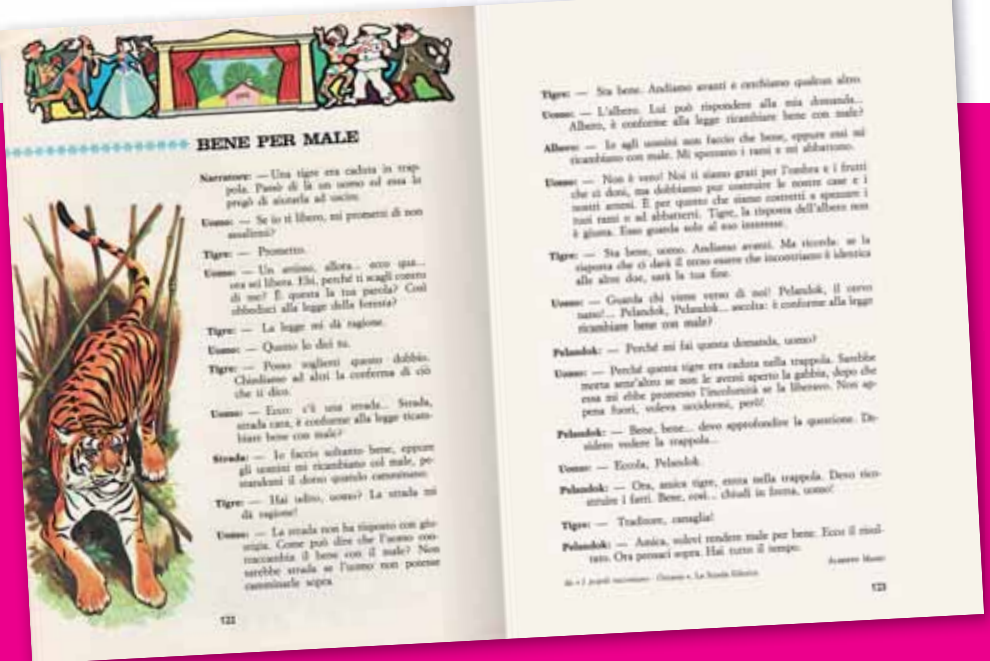 BENE PER MALE
Narratore: — Una tigre era caduta in trap-
pola. Passò di là un uomo ed essa lo
pregò di aiutarla ad uscire.
Uomo: — Se io ti libero, mi prometti di non
assalirmi?
Tigre: — Prometto.
Uomo: — Un attimo, allora... ecco qua...
ora sei libera. Ehi, perché ti scagli contro
di me? È questa la tua parola? Così
obbedisci alla legge della foresta?
Tigre: — La legge mi dà ragione.
Uomo: — Questo lo dici tu.
Tigre: — Posso toglierti questo dubbio.
Chiediamo ad altri la conferma di ciò
che ti dico.
Uomo: — Ecco: c'è una strada... Strada,
strada cara, è conforme alla legge ricam-
biare bene con male?
Strada: — Io faccio soltanto bene, eppure
gli uomini mi ricambiano col male, pe-
standomi il dorso quando camminano.
Tigre: — Hai udito, uomo? La strada mi
dà ragione!
Uomo: — La strada non ha risposto con giu-
stizia. Come può dire che l'uomo con-
traccambia il bene con il male? Non
sarebbe strada se l'uomo non potesse
camminarle sopra.
122
Tigre: — Sta bene. Andiamo avanti e cerchiamo qualcun altro.
Uomo: — L'albero. Lui può rispondere alla mia domanda...
Albero, è conforme alla legge ricambiare bene con male?
Albero: — Io agli uomini non faccio che bene, eppure essi mi
ricambiano con male. Mi spezzano i rami e mi abbattono.
Uomo: — Non è vero! Noi ti siamo grati per l'ombra e i frutti
che ci doni, ma dobbiamo pur costruire le nostre case e i
nostri arnesi. È per questo che siamo costretti a spezzare i
tuoi rami o ad abbatterti. Tigre, la risposta dell'albero non
è giusta. Esso guarda solo al suo interesse.
Tigre: — Sta bene, uomo. Andiamo avanti. Ma ricorda: se la
risposta che ci darà il terzo essere che incontriamo è identica
alle altre due, sarà la tua fine.
Uomo: — Guarda chi viene verso di noi! Pelandok, il cervo
nano!... Pelandok, Pelandok... ascolta: è conforme alla legge
ricambiare bene con male?
Pelandok: — Perché mi fai questa domanda, uomo?
Uomo: — Perché questa tigre era caduta nella trappola. Sarebbe
morta senz'altro se non le avessi aperto la gabbia, dopo che
essa mi ebbe promesso l'incolumità se la liberavo. Non ap-
pena fuori, voleva uccidermi, però!
Pelandok: — Bene, bene... devo approfondire la questione. De-
sidero vedere la trappola...
Uomo: — Eccola, Pelandok.
Pelandok: — Ora, amica tigre, entra nella trappola. Devo rico-
struire i fatti. Bene, così... chiudi in fretta, uomo!
Tigre: — Traditore, canaglia!
Pelandok: — Amica, volevi rendere male per bene. Ecco il risul-
tato. Ora pensaci sopra. Hai tutto il tempo.
da « I popoli raccontano - Oceania », La Scuola Editrice
123